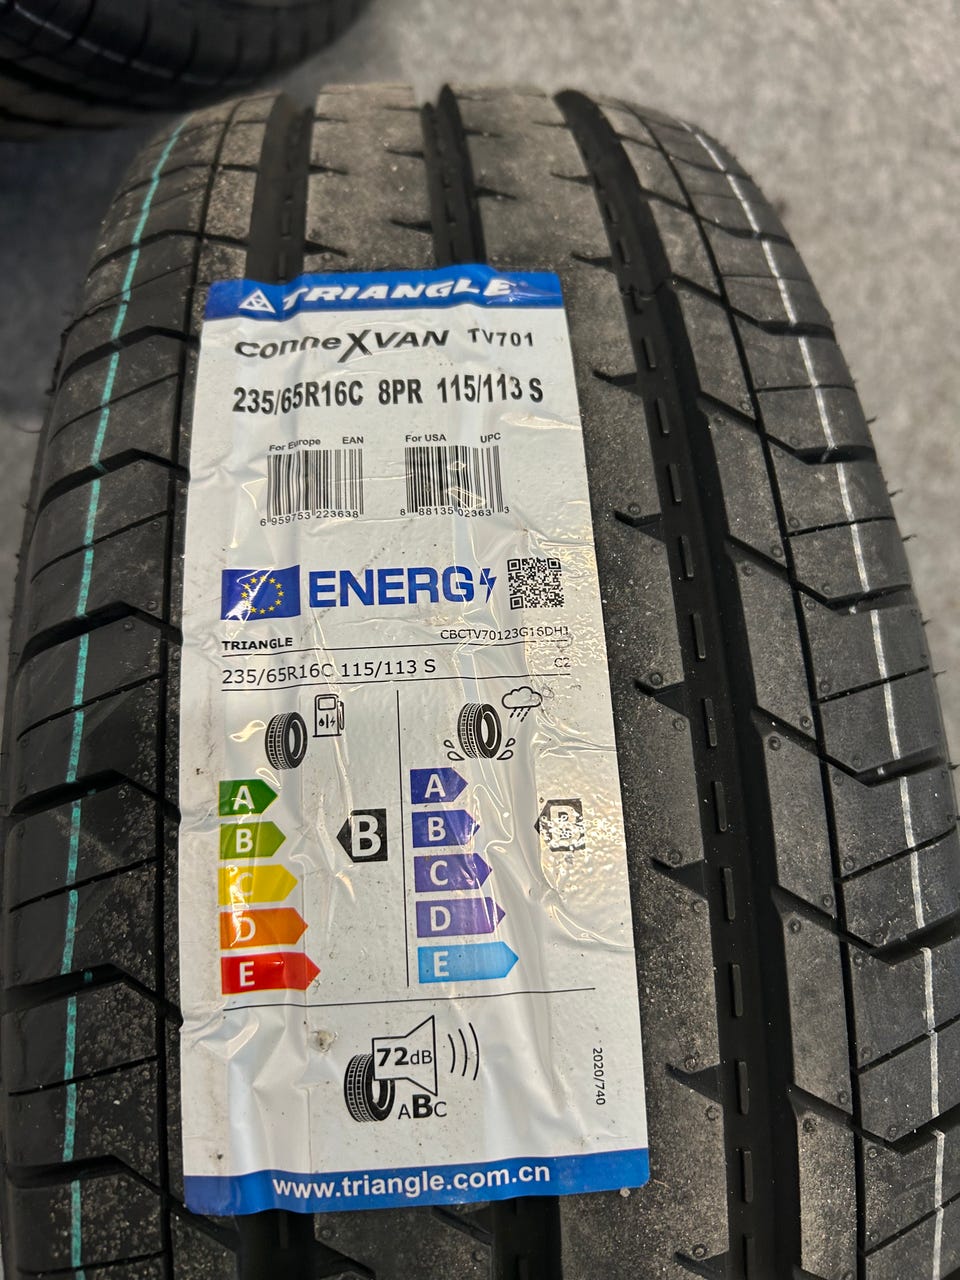 TRIANGLE
conneXvan TV701
235/65R16C 8PR 115/113 S
For Europe EAN For USA UPC
6 959753 223638 8 88135 02363 3
ENERG
TRIANGLE CBCTV70123G16DH1
235/65R16C 115/113 S C2
A A
B B B B
C C
D D
E E
72dB
ABC
2020/740
www.triangle.com.cn